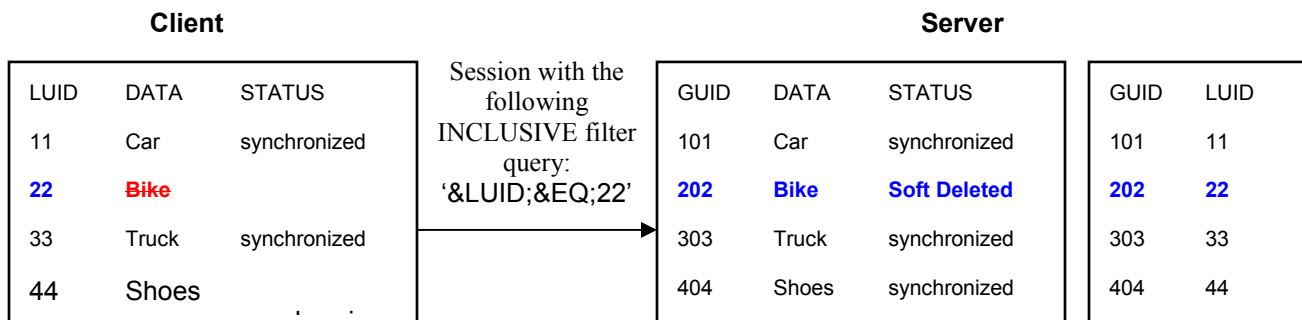 Client
Server
LUID DATA STATUS
11 Car synchronized
22 Bike
33 Truck synchronized
44 Shoes
Session with the
following
INCLUSIVE filter
query:
‘&LUID;&EQ;22’
GUID DATA STATUS
101 Car synchronized
202 Bike Soft Deleted
303 Truck synchronized
404 Shoes synchronized
GUID LUID
101 11
202 22
303 33
404 44